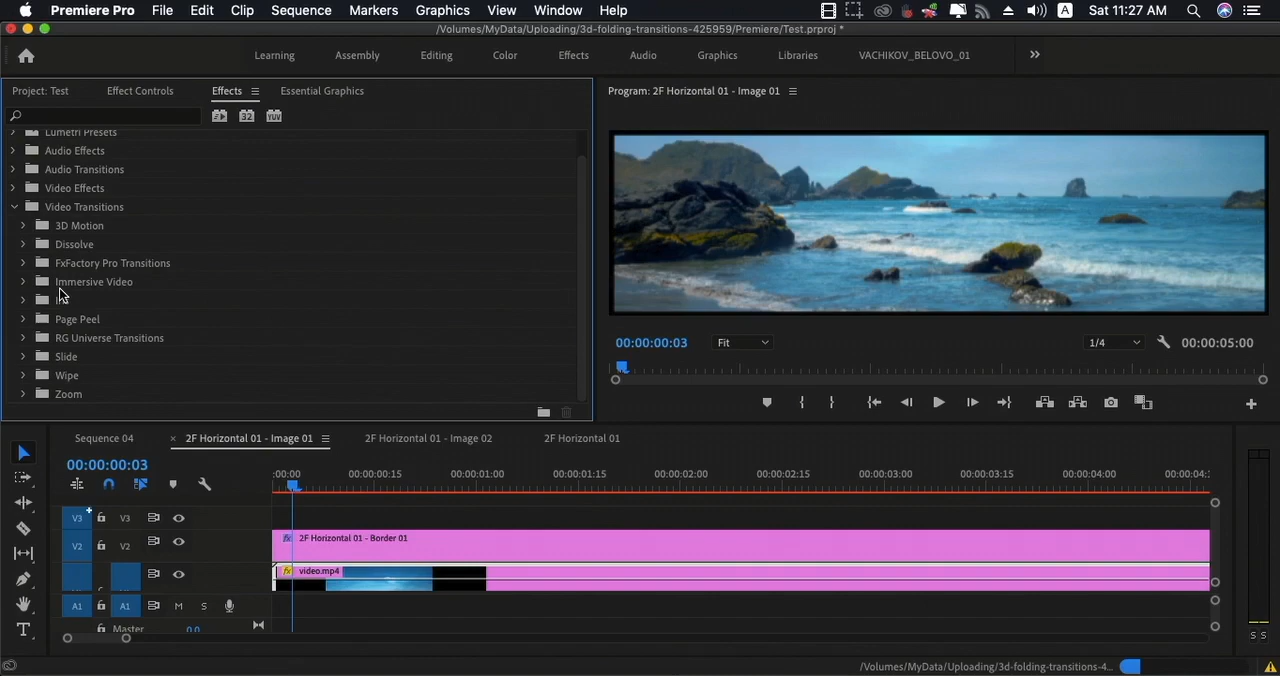 Premiere Pro File Edit Clip Sequence Markers Graphics View Window Help A Sat 11:27 AM
/Volumes/MyData/Uploading/3d-folding-transitions-425959/Premiere/Test.prproj *
Learning Assembly Editing Color Effects Audio Graphics Libraries VACHIKOV_BELOVO_01
Project: Test Effect Controls Effects Essential Graphics
Program: 2F Horizontal 01 - Image 01
32 YUV
Lumetri Presets
Audio Effects
Audio Transitions
Video Effects
Video Transitions
3D Motion
Dissolve
FxFactory Pro Transitions
Immersive Video
Page Peel
RG Universe Transitions
Slide
Wipe
Zoom
00:00:00:03 Fit 1/4 00:00:05:00
Sequence 04 × 2F Horizontal 01 - Image 01 2F Horizontal 01 - Image 02 2F Horizontal 01
00:00:00:03
:00:00 00:00:00:15 00:00:01:00 00:00:01:15 00:00:02:00 00:00:02:15 00:00:03:00 00:00:03:15 00:00:04:00 00:00:04:
V3 V3
V2 V2 fx 2F Horizontal 01 - Border 01
fx video.mp4
A1 A1 M S
Master 0.0
S S
/Volumes/MyData/Uploading/3d-folding-transitions-4...